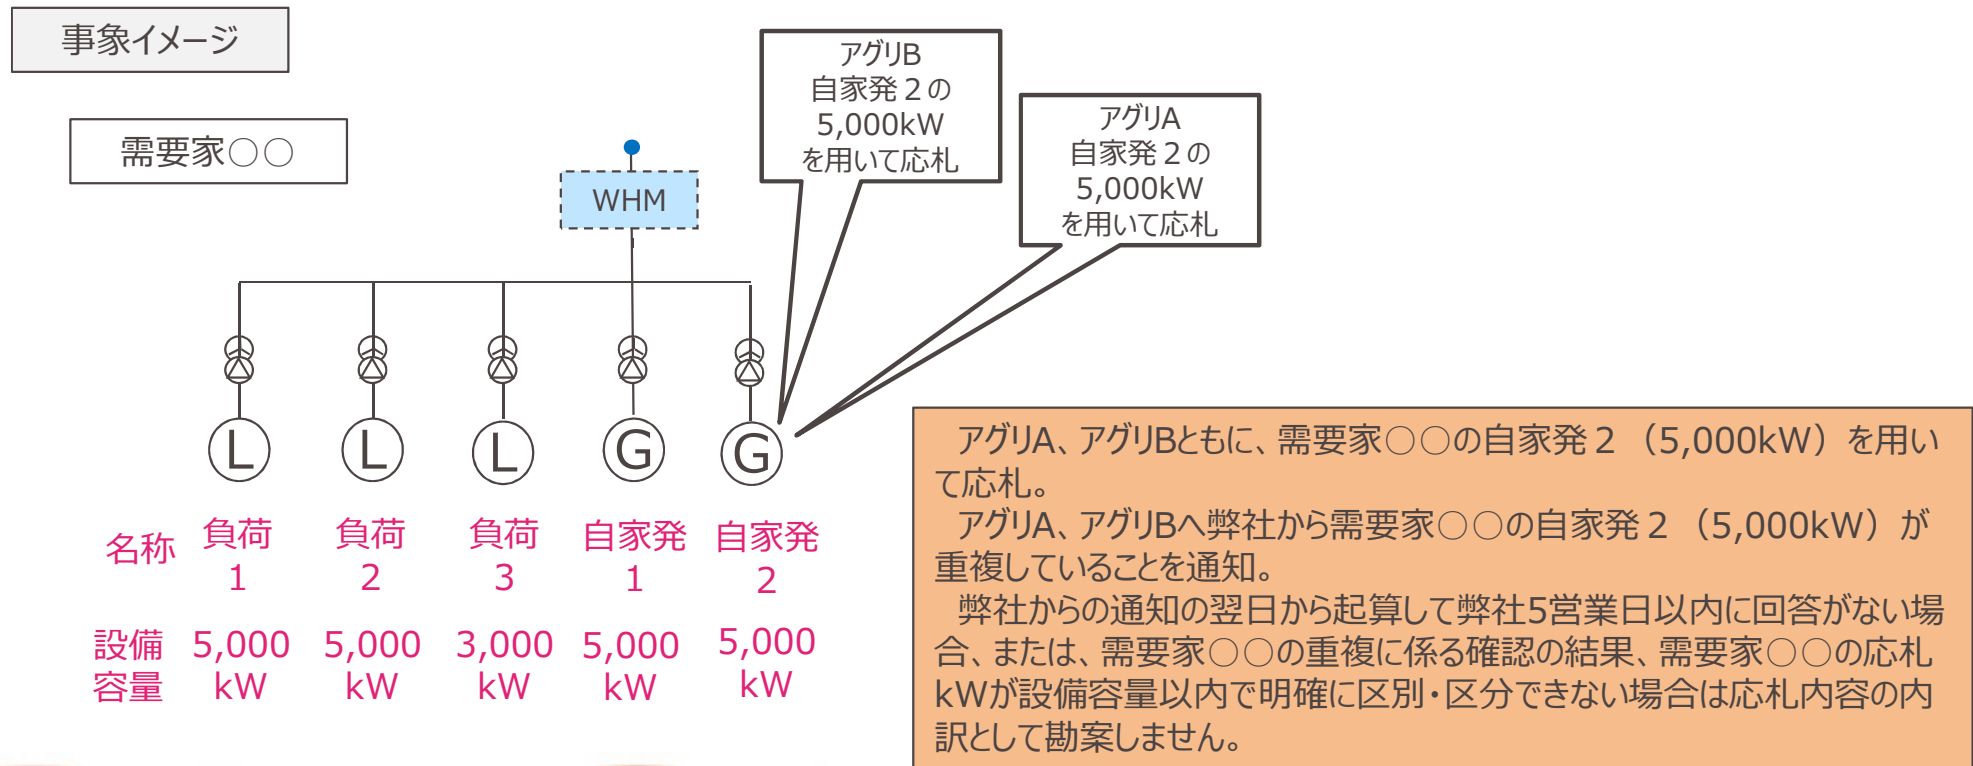 事象イメージ
需要家○○
アグリB
自家発２の
5,000kW
を用いて応札
アグリA
自家発２の
5,000kW
を用いて応札
WHM
L
L
L
G
G
名称
負荷
1
負荷
2
負荷
3
自家発
1
自家発
2
設備
容量
5,000
kW
5,000
kW
3,000
kW
5,000
kW
5,000
kW
アグリA、アグリBともに、需要家○○の自家発２（5,000kW）を用い
て応札。
アグリA、アグリBへ弊社から需要家○○の自家発２（5,000kW）が
重複していることを通知。
弊社からの通知の翌日から起算して弊社5営業日以内に回答がない場
合、または、需要家○○の重複に係る確認の結果、需要家○○の応札
kWが設備容量以内で明確に区別・区分できない場合は応札内容の内
訳として勘案しません。